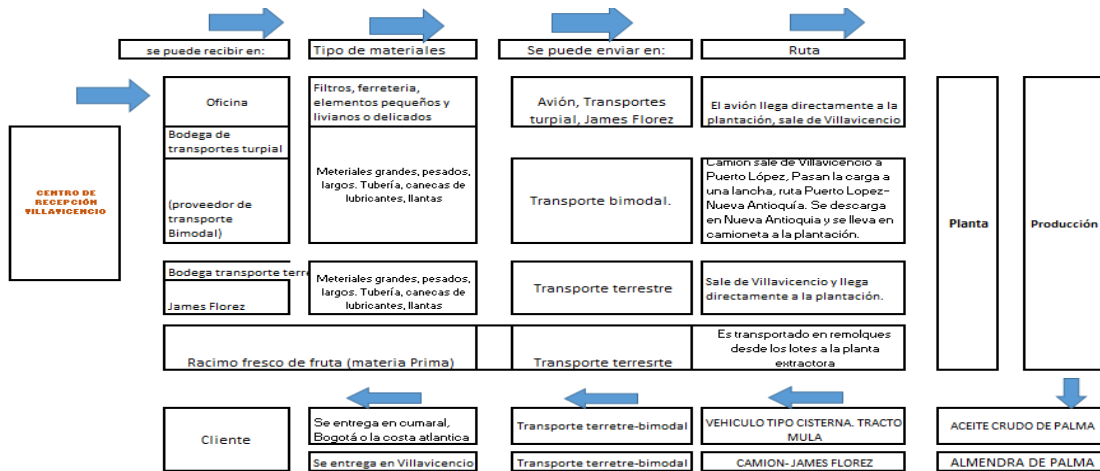 se puede recibir en:
Tipo de materiales
Se puede enviar en:
Ruta
CENTRO DE
RECEPCIÓN
VILLAVICENCIO
Oficina
Filtros, ferreteria,
elementos pequeños y
livianos o delicados
Avión, Transportes
turpial, James Florez
El avión llega directamente a la
plantación, sale de Villavicencio
Bodega de
transportes turpial
(proveedor de
transporte
Bimodal)
Meteriales grandes, pesados,
largos. Tubería, canecas de
lubricantes, llantas
Transporte bimodal.
Camion sale de Villavicencio a
Puerto López, Pasan la carga a
una lancha, ruta Puerto Lopez-
Nueva Antioquía. Se descarga
en Nueva Antioquia y se lleva en
camioneta a la plantación.
Bodega transporte terre
James Florez
Meteriales grandes, pesados,
largos. Tubería, canecas de
lubricantes, llantas
Transporte terrestre
Sale de Villavicencio y llega
directamente a la plantación.
Racimo fresco de fruta (materia Prima)
Transporte terresrte
Es transportado en remolques
desde los lotes a la planta
extractora
Planta
Producción
Cliente
Se entrega en cumaral,
Bogotá o la costa atlantica
Transporte terretre-bimodal
VEHICULO TIPO CISTERNA. TRACTO
MULA
ACEITE CRUDO DE PALMA
Se entrega en Villavicencio
Transporte terretre-bimodal
CAMION- JAMES FLOREZ
ALMENDRA DE PALMA